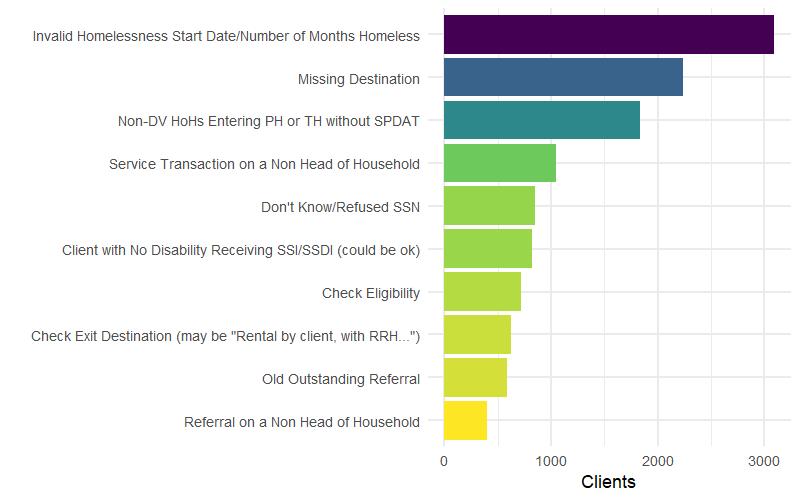 Invalid Homelessness Start Date/Number of Months Homeless
Missing Destination
Non-DV HoHs Entering PH or TH without SPDAT
Service Transaction on a Non Head of Household
Don't Know/Refused SSN
Client with No Disability Receiving SSI/SSDI (could be ok)
Check Eligibility
Check Exit Destination (may be "Rental by client, with RRH...")
Old Outstanding Referral
Referral on a Non Head of Household
0 1000 2000 3000
Clients